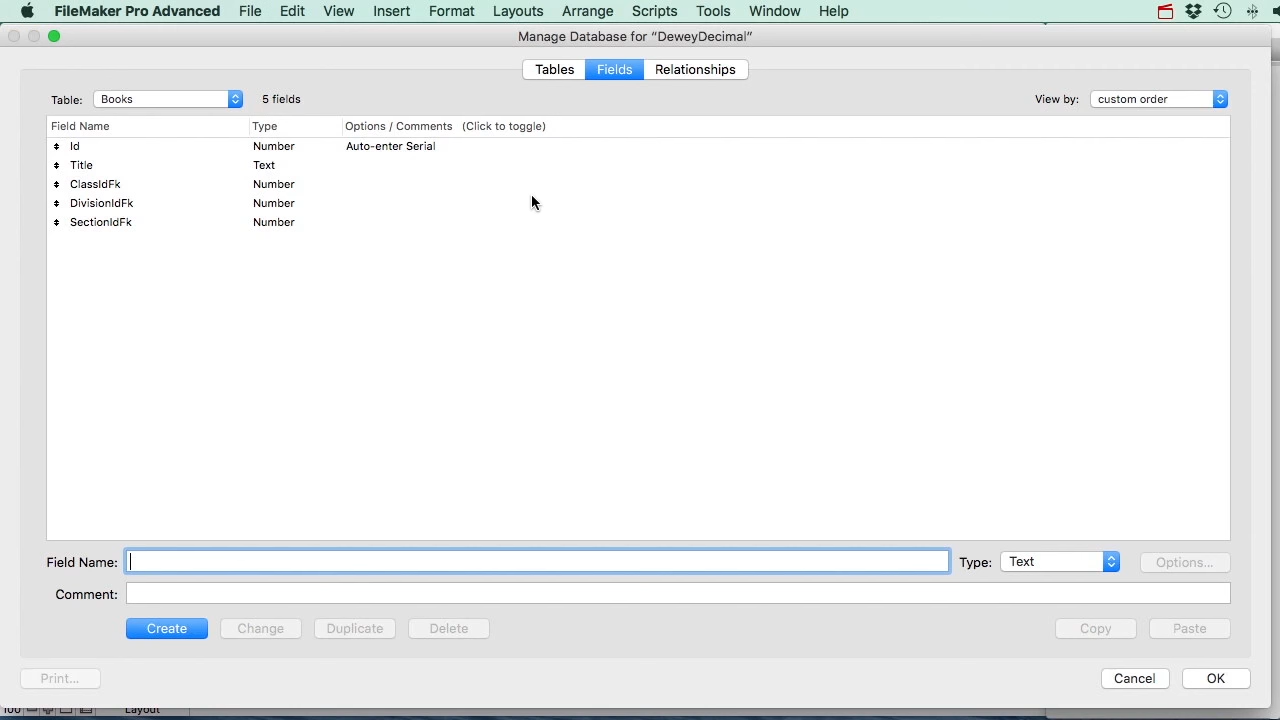 FileMaker Pro Advanced File Edit View Insert Format Layouts Arrange Scripts Tools Window Help
Manage Database for “DeweyDecimal”
Tables Fields Relationships
Table: Books 5 fields View by: custom order
Field Name Type Options / Comments (Click to toggle)
Id Number Auto-enter Serial
Title Text
ClassIdFk Number
DivisionIdFk Number
SectionIdFk Number
Field Name: Type: Text Options...
Comment:
Create Change Duplicate Delete Copy Paste
Print... Cancel OK
100 Layout